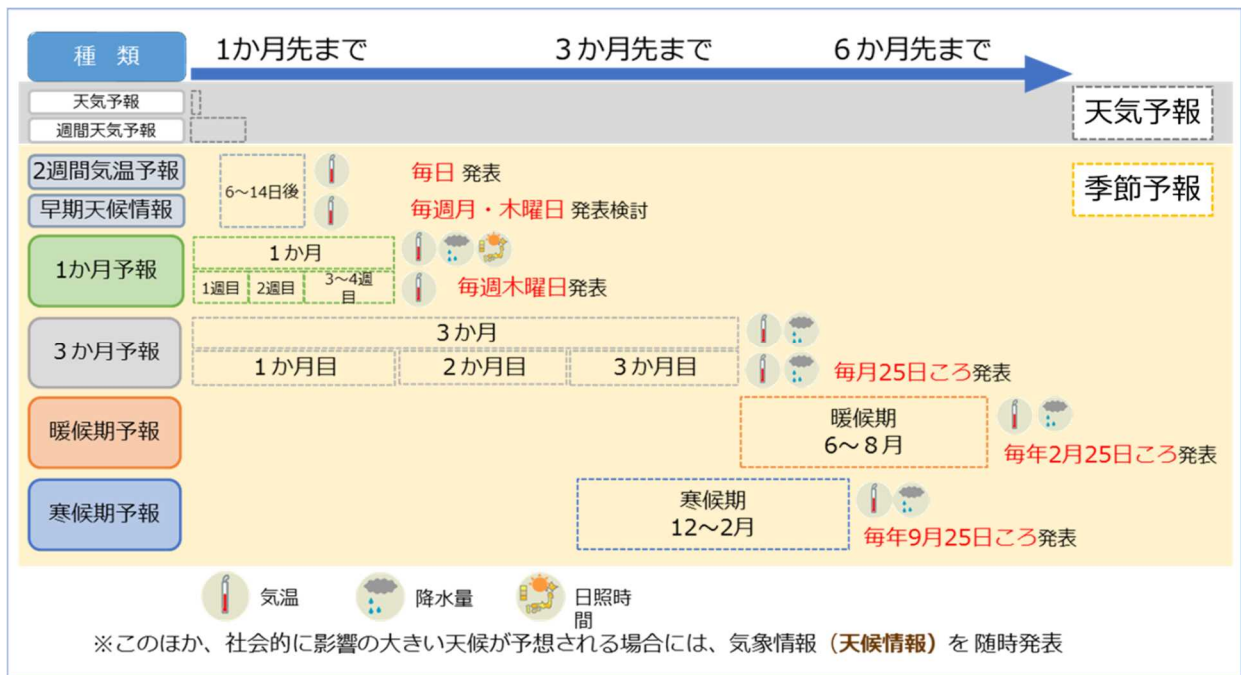 種 類
1か月先まで
3か月先まで
6か月先まで
天気予報
週間天気予報
天気予報
2週間気温予報
6～14日後
毎日 発表
季節予報
早期天候情報
毎週月・木曜日 発表検討
1か月予報
1か月
1週目
2週目
3～4週
目
毎週木曜日発表
3か月予報
3か月
1か月目
2か月目
3か月目
毎月25日ころ発表
暖候期予報
暖候期
6～8月
毎年2月25日ころ発表
寒候期予報
寒候期
12～2月
毎年9月25日ころ発表
気温
降水量
日照時
間
※このほか、社会的に影響の大きい天候が予想される場合には、気象情報（天候情報）を 随時発表